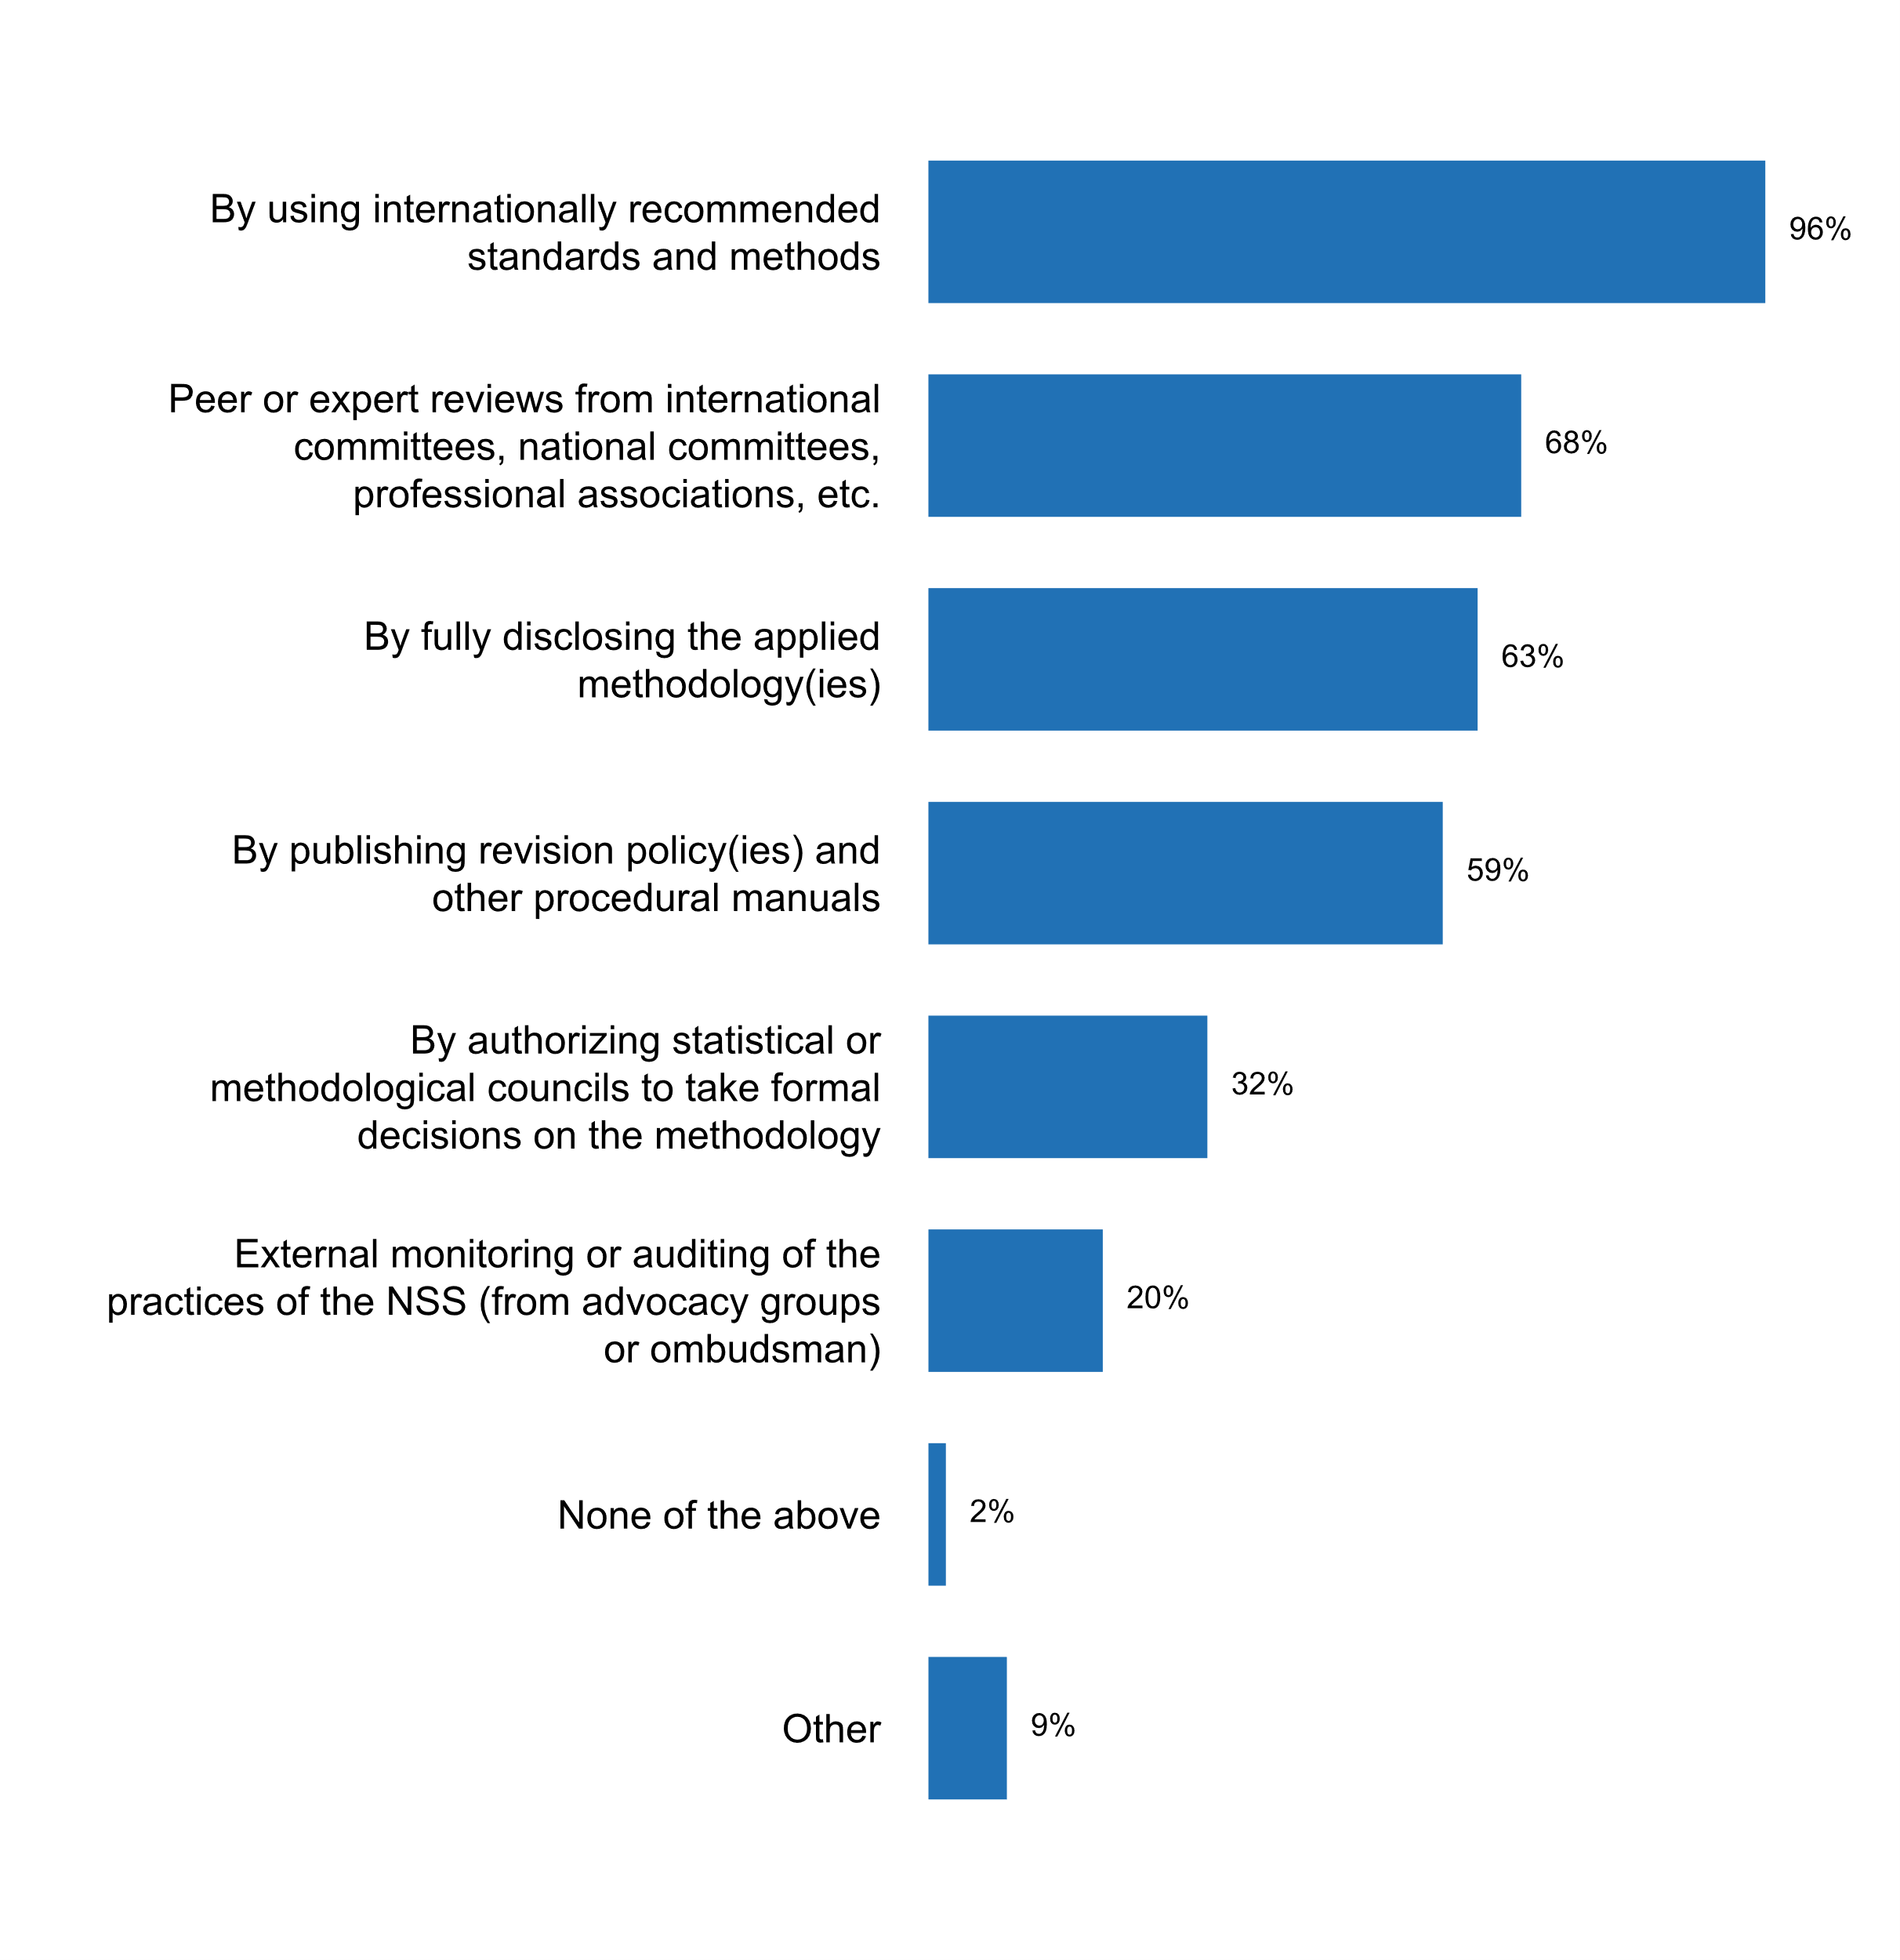 By using internationally recommended
standards and methods
96%
Peer or expert reviews from international
committees, national committees,
professional associations, etc.
68%
By fully disclosing the applied
methodology(ies)
63%
By publishing revision policy(ies) and
other procedural manuals
59%
By authorizing statistical or
methodological councils to take formal
decisions on the methodology
32%
External monitoring or auditing of the
practices of the NSS (from advocacy groups
or ombudsman)
20%
None of the above
2%
Other
9%